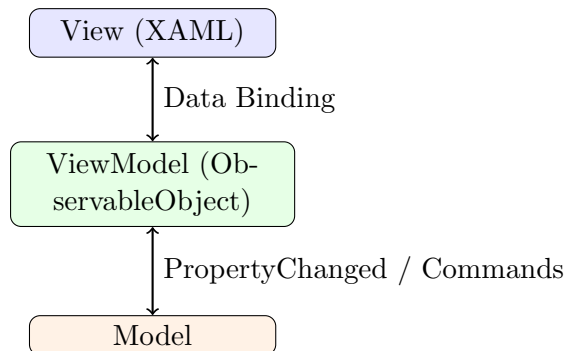 View (XAML)
Data Binding
ViewModel (Ob-
servableObject)
PropertyChanged / Commands
Model